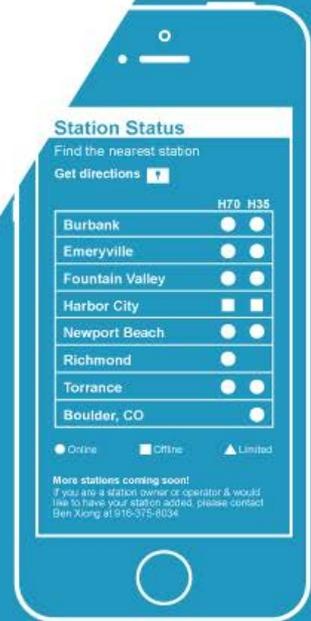 Station Status
Find the nearest station
Get directions
H70 H35
Burbank
Emeryville
Fountain Valley
Harbor City
Newport Beach
Richmond
Torrance
Boulder, CO
Online Offline Limited
More stations coming soon!
If you are a station owner or operator & would
like to have your station added, please contact
Ben Xiong at 916-375-8034